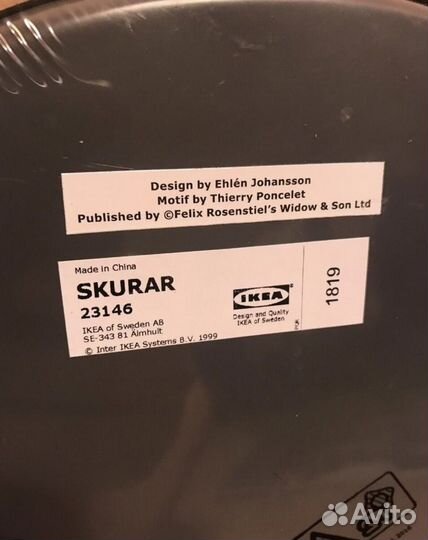 Design by Ehlén Johansson
Motif by Thierry Poncelet
Published by ©Felix Rosenstiel's Widow & Son Ltd
Made in China
SKURAR
23146
IKEA of Sweden AB
SE-343 81 Älmhult
© Inter IKEA Systems B.V. 1999
IKEA
Design and Quality
IKEA of Sweden
1819
Avito